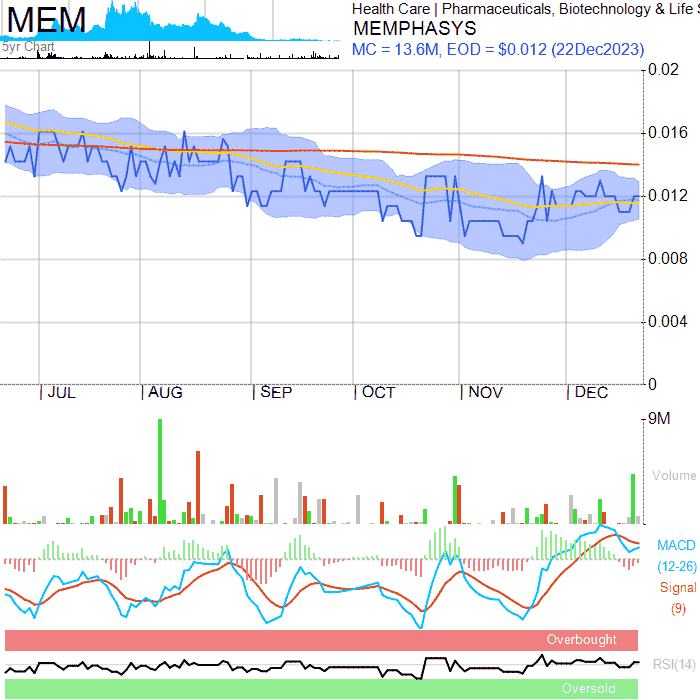 MEM
5yr Chart
Health Care | Pharmaceuticals, Biotechnology & Life S
MEMPHASYS
MC = 13.6M, EOD = $0.012 (22Dec2023)
0.02
0.016
0.012
0.008
0.004
0
JUL AUG SEP OCT NOV DEC
9M
Volume
MACD
(12-26)
Signal
(9)
Overbought
RSI(14)
Oversold